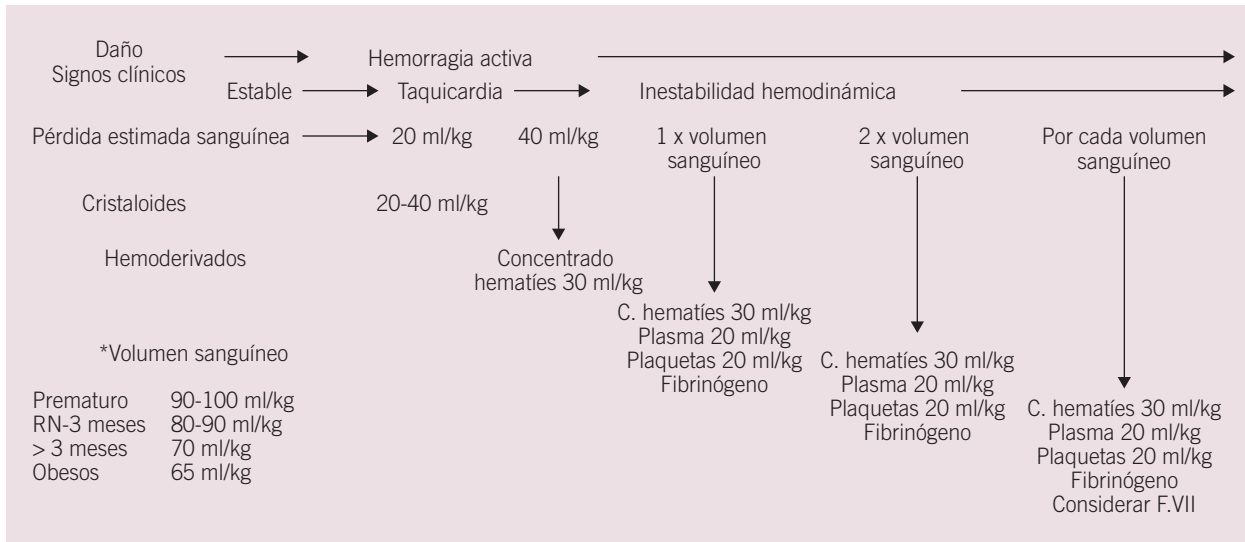 Daño
Signos clínicos
Hemorragia activa
Estable
Taquicardia
Inestabilidad hemodinámica
Pérdida estimada sanguínea
20 ml/kg
40 ml/kg
1 x volumen
sanguíneo
2 x volumen
sanguíneo
Por cada volumen
sanguíneo
Cristaloides
20-40 ml/kg
Hemoderivados
Concentrado
hematíes 30 ml/kg
C. hematíes 30 ml/kg
Plasma 20 ml/kg
Plaquetas 20 ml/kg
Fibrinógeno
C. hematíes 30 ml/kg
Plasma 20 ml/kg
Plaquetas 20 ml/kg
Fibrinógeno
C. hematíes 30 ml/kg
Plasma 20 ml/kg
Plaquetas 20 ml/kg
Fibrinógeno
Considerar F.VII
*Volumen sanguíneo
Prematuro 90-100 ml/kg
RN-3 meses 80-90 ml/kg
> 3 meses 70 ml/kg
Obesos 65 ml/kg